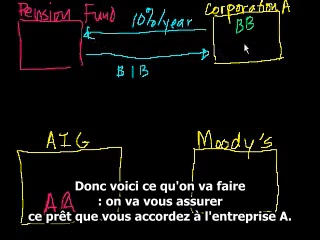 Pension Fund 10%/year Corporation A
BB
$1B
AIG Moody's
AA
Donc voici ce qu'on va faire
: on va vous assurer
ce prêt que vous accordez à l'entreprise A.